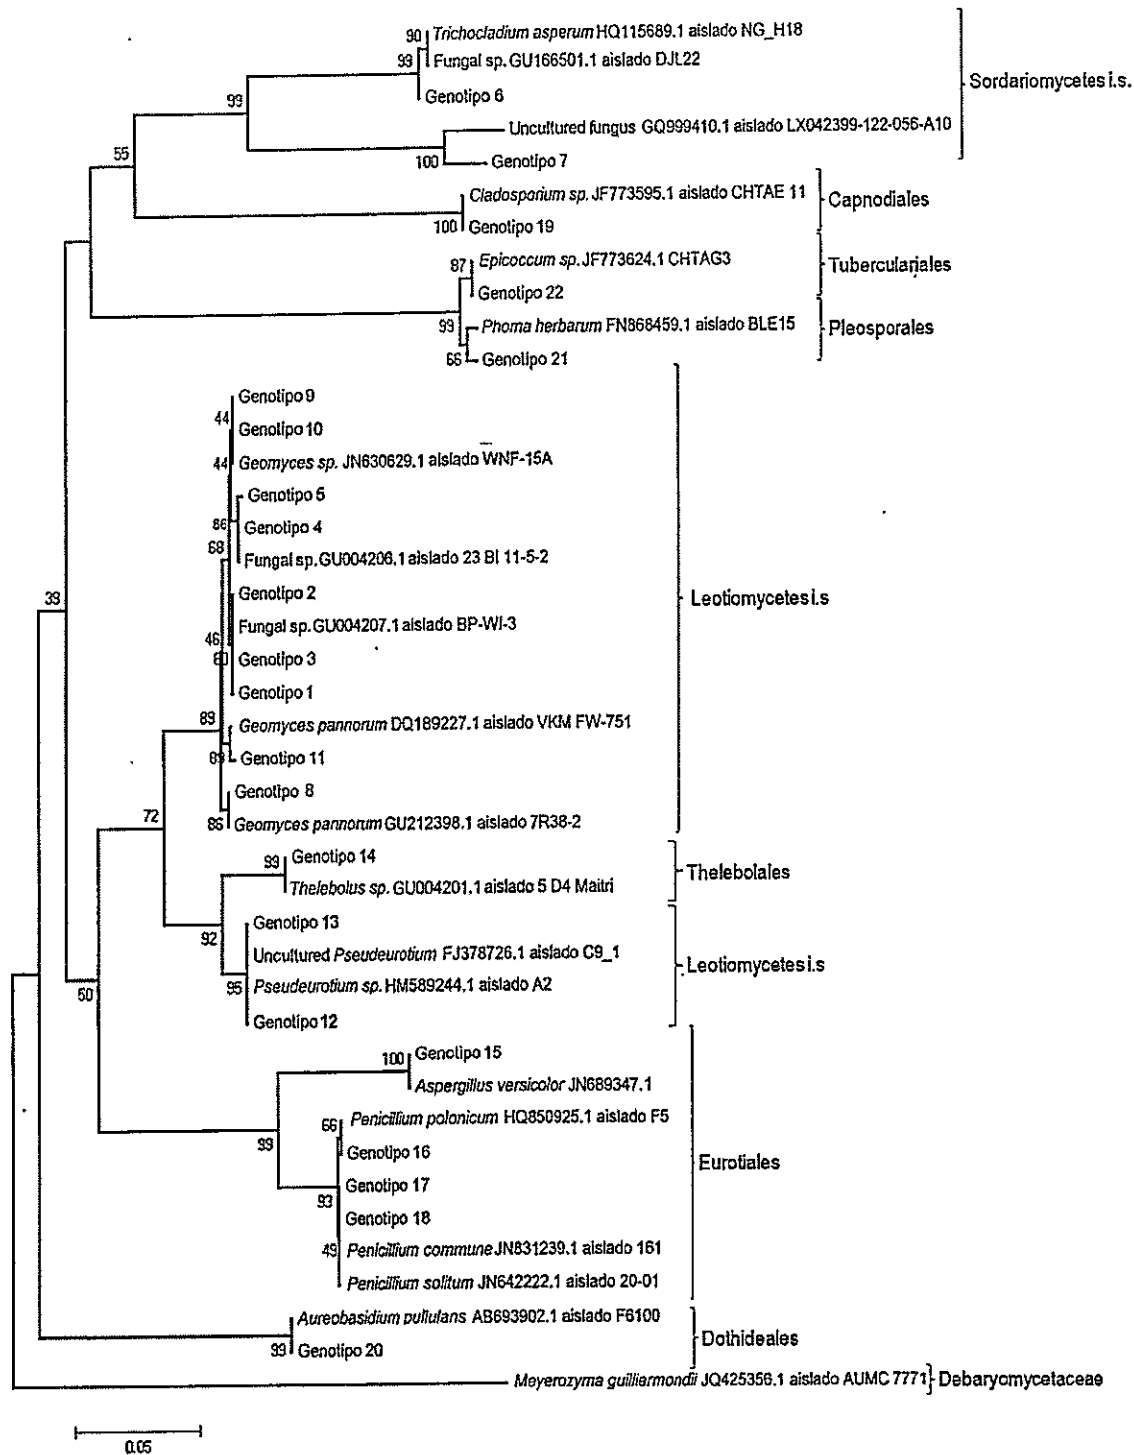 90 Trichocladium asperum HQ115689.1 aislado NG_H18
99 Fungal sp. GU166501.1 aislado DJL22
Genotipo 6
Sordariomycetes i.s.
99
Uncultured fungus GQ999410.1 aislado LX042399-122-056-A10
100 Genotipo 7
55
Cladosporium sp. JF773595.1 aislado CHTAE 11
100 Genotipo 19
Capnodiales
87 Epicoccum sp. JF773624.1 CHTAG3
Genotipo 22
Tuberculariales
99 Phoma herbarum FN868459.1 aislado BLE15
66 Genotipo 21
Pleosporales
Genotipo 9
44
Genotipo 10
44 Geomyces sp. JN630629.1 aislado WNF-15A
Genotipo 5
86 Genotipo 4
68
Fungal sp. GU004206.1 aislado 23 BI 11-5-2
Genotipo 2
Leotiomycetes i.s
39
Fungal sp. GU004207.1 aislado BP-WI-3
46
Genotipo 3
Genotipo 1
89 Geomyces pannorum DQ189227.1 aislado VKM FW-751
Genotipo 11
Genotipo 8
86 Geomyces pannorum GU212398.1 aislado 7R38-2
72
99 Genotipo 14
Thelebolus sp. GU004201.1 aislado 5 D4 Maitri
Thelebolales
Genotipo 13
92
Uncultured Pseudeurotium FJ378726.1 aislado C9_1
Leotiomycetes i.s
95 Pseudeurotium sp. HM589244.1 aislado A2
50
Genotipo 12
100 Genotipo 15
Aspergillus versicolor JN689347.1
66 Penicillium polonicum HQ850925.1 aislado F5
99
Genotipo 16
Eurotiales
Genotipo 17
93
Genotipo 18
49 Penicillium commune JN831239.1 aislado 161
Penicillium solitum JN642222.1 aislado 20-01
Aureobasidium pullulans AB693902.1 aislado F6100
99 Genotipo 20
Dothideales
Meyerozyma guilliermondii JQ425356.1 aislado AUMC 7771 Debaryomycetaceae
0.05